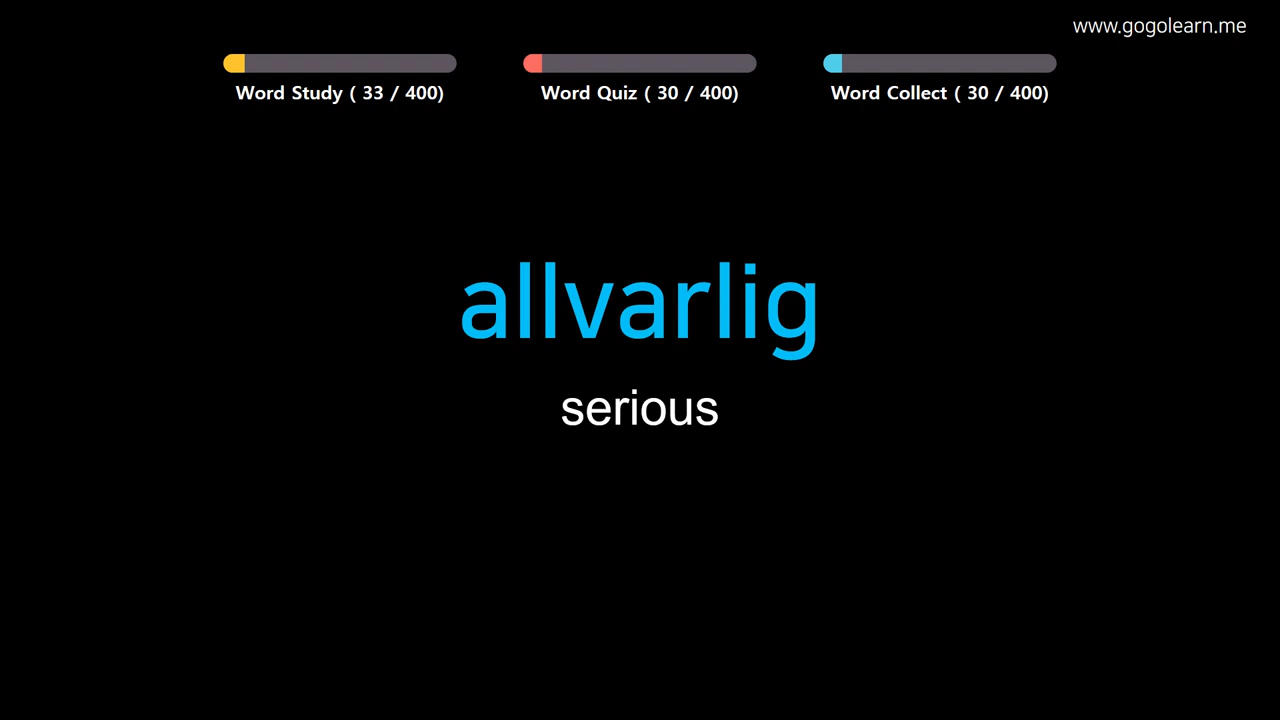 www.gogolearn.me
Word Study ( 33 / 400)
Word Quiz ( 30 / 400)
Word Collect ( 30 / 400)
allvarlig
serious